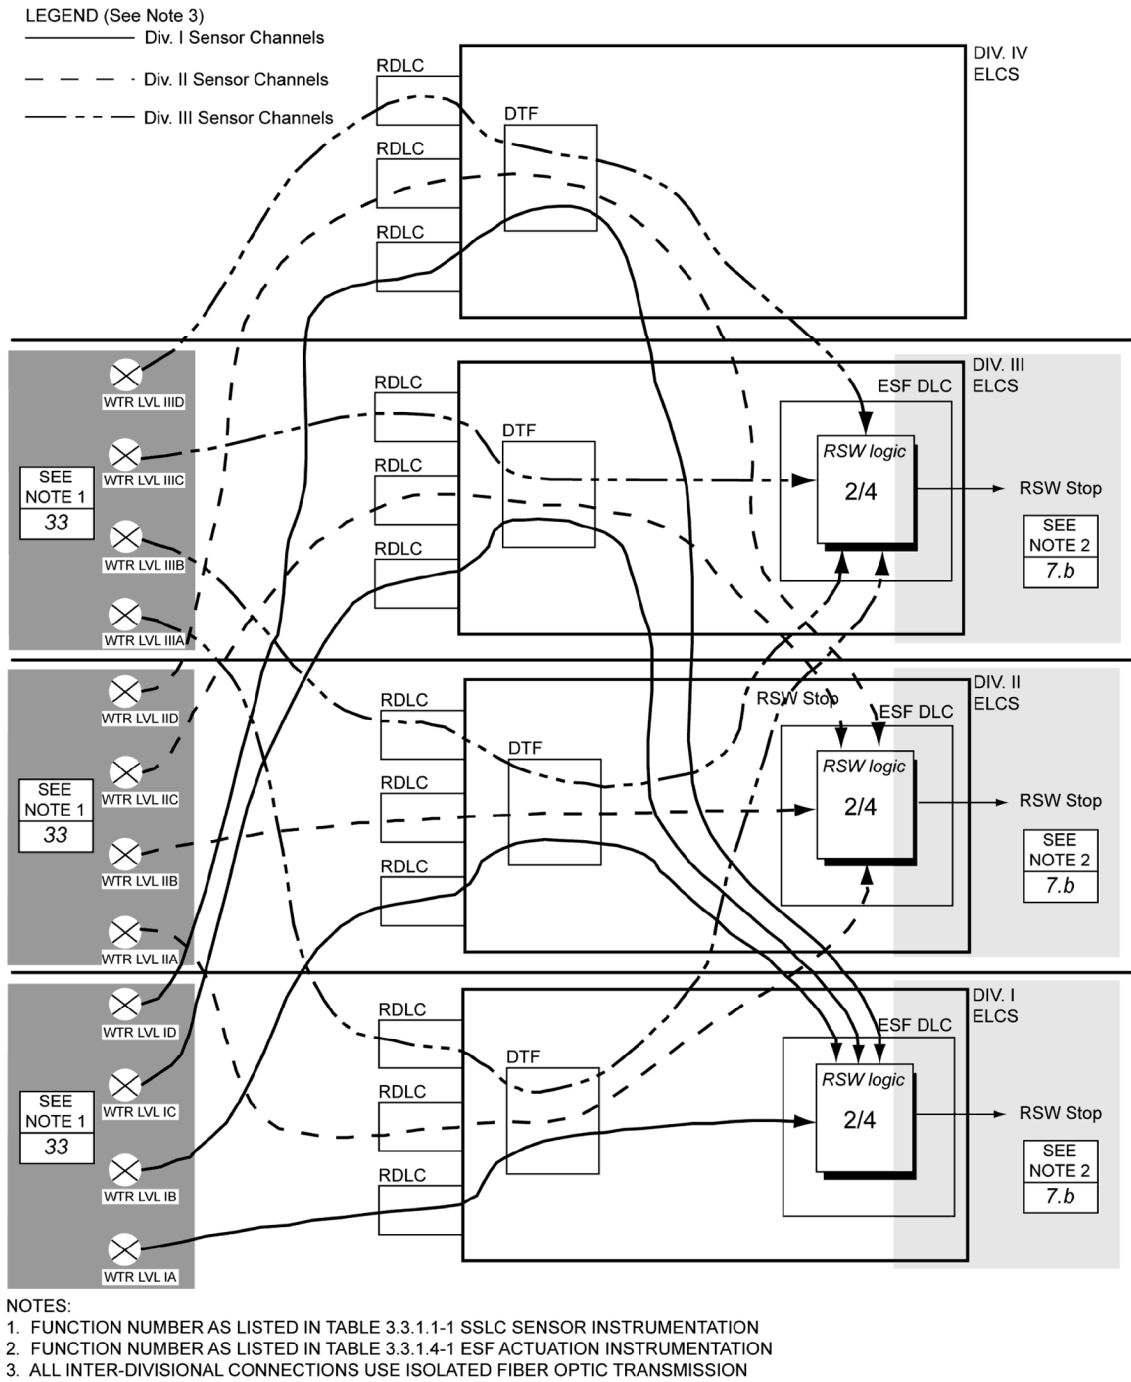 LEGEND (See Note 3)
Div. I Sensor Channels
Div. II Sensor Channels
Div. III Sensor Channels
DIV. IV
ELCS
RDLC
DTF
RDLC
RDLC
DIV. III
ELCS
WTR LVL IIID
WTR LVL IIIC
WTR LVL IIIB
WTR LVL IIIA
SEE
NOTE 1
33
RDLC
DTF
RDLC
RDLC
ESF DLC
RSW logic
2/4
RSW Stop
SEE
NOTE 2
7.b
DIV. II
ELCS
WTR LVL IID
WTR LVL IIC
WTR LVL IIB
WTR LVL IIA
SEE
NOTE 1
33
RDLC
DTF
RDLC
RDLC
RSW Stop
ESF DLC
RSW logic
2/4
RSW Stop
SEE
NOTE 2
7.b
DIV. I
ELCS
WTR LVL ID
WTR LVL IC
WTR LVL IB
WTR LVL IA
SEE
NOTE 1
33
RDLC
DTF
RDLC
RDLC
ESF DLC
RSW logic
2/4
RSW Stop
SEE
NOTE 2
7.b
NOTES:
1. FUNCTION NUMBER AS LISTED IN TABLE 3.3.1.1-1 SSLC SENSOR INSTRUMENTATION
2. FUNCTION NUMBER AS LISTED IN TABLE 3.3.1.4-1 ESF ACTUATION INSTRUMENTATION
3. ALL INTER-DIVISIONAL CONNECTIONS USE ISOLATED FIBER OPTIC TRANSMISSION